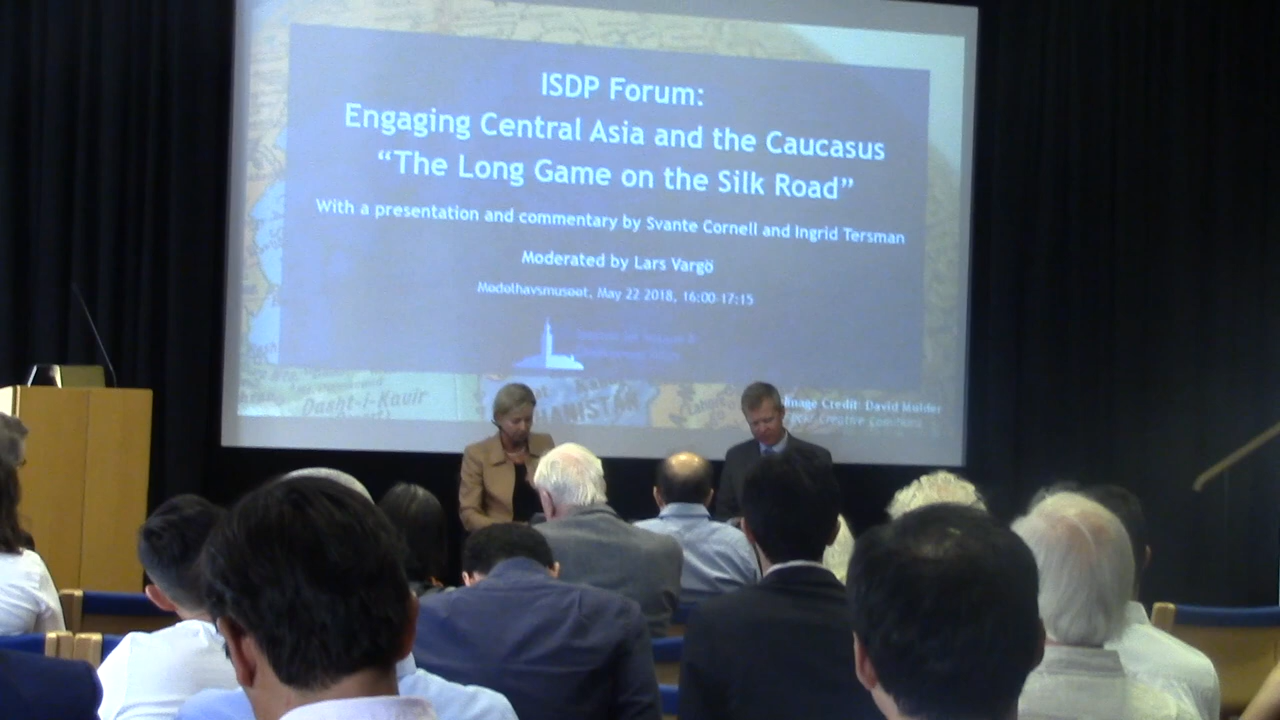 ISDP Forum:
Engaging Central Asia and the Caucasus
“The Long Game on the Silk Road”
With a presentation and commentary by Svante Cornell and Ingrid Tersman
Moderated by Lars Vargö
Medelhavsmuseet, May 22 2018, 16:00-17:15
Dasht-i-Kavir
Image Credit: David Mulder
Creative Commons